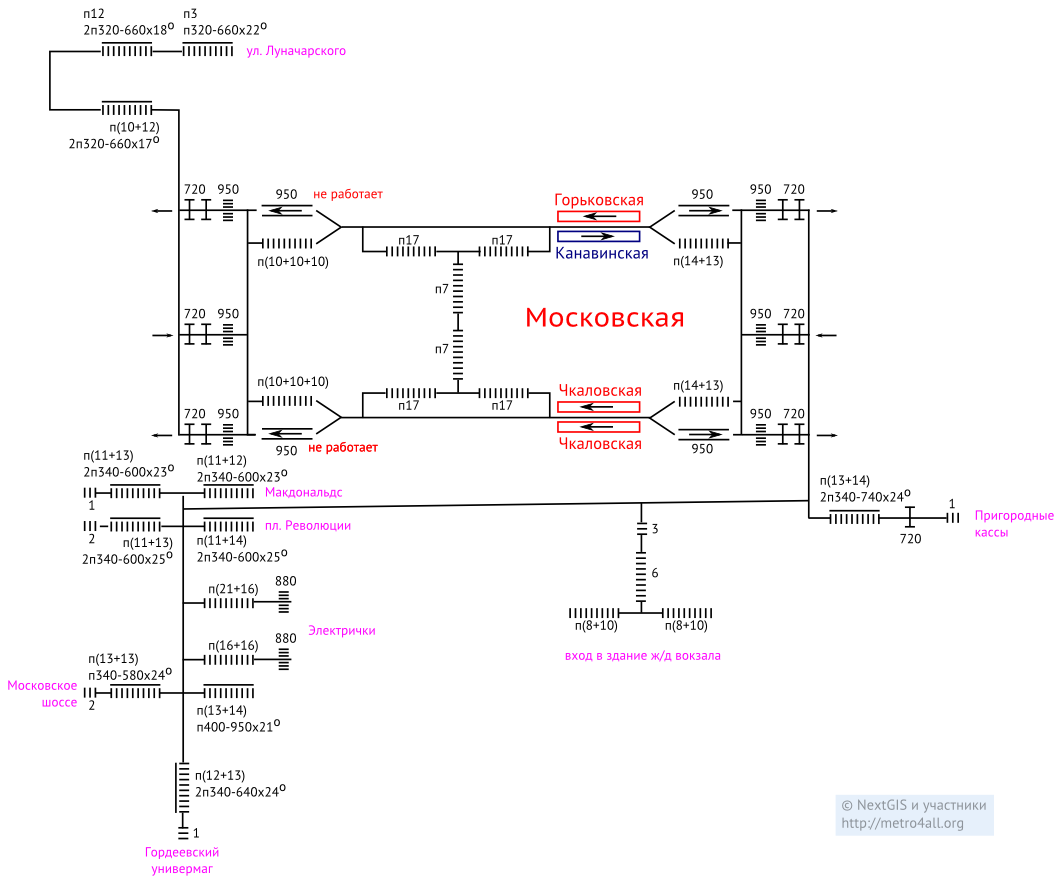 п12
2п320-660x18°
п3
п320-660x22°
ул. Луначарского
п(10+12)
2п320-660x17°
720
950
950
не работает
Горьковская
950
950
720
п17
п17
Канавинская
п(10+10+10)
п(14+13)
п7
720
950
Московская
950
720
п7
п(10+10+10)
Чкаловская
п(14+13)
п17
п17
720
950
950
не работает
Чкаловская
950
950
720
п(11+13)
2п340-600x23°
п(11+12)
2п340-600x23°
1
Макдональдс
п(13+14)
2п340-740x24°
1
Пригородные
кассы
720
2
пл. Революции
п(11+13)
2п340-600x25°
п(11+14)
2п340-600x25°
3
6
п(21+16)
880
Электрички
п(8+10)
п(8+10)
вход в здание ж/д вокзала
п(16+16)
880
п(13+13)
п340-580x24°
Московское
шоссе
2
п(13+14)
п400-950x21°
п(12+13)
2п340-640x24°
1
Гордеевский
универмаг
© NextGIS и участники
http://metro4all.org